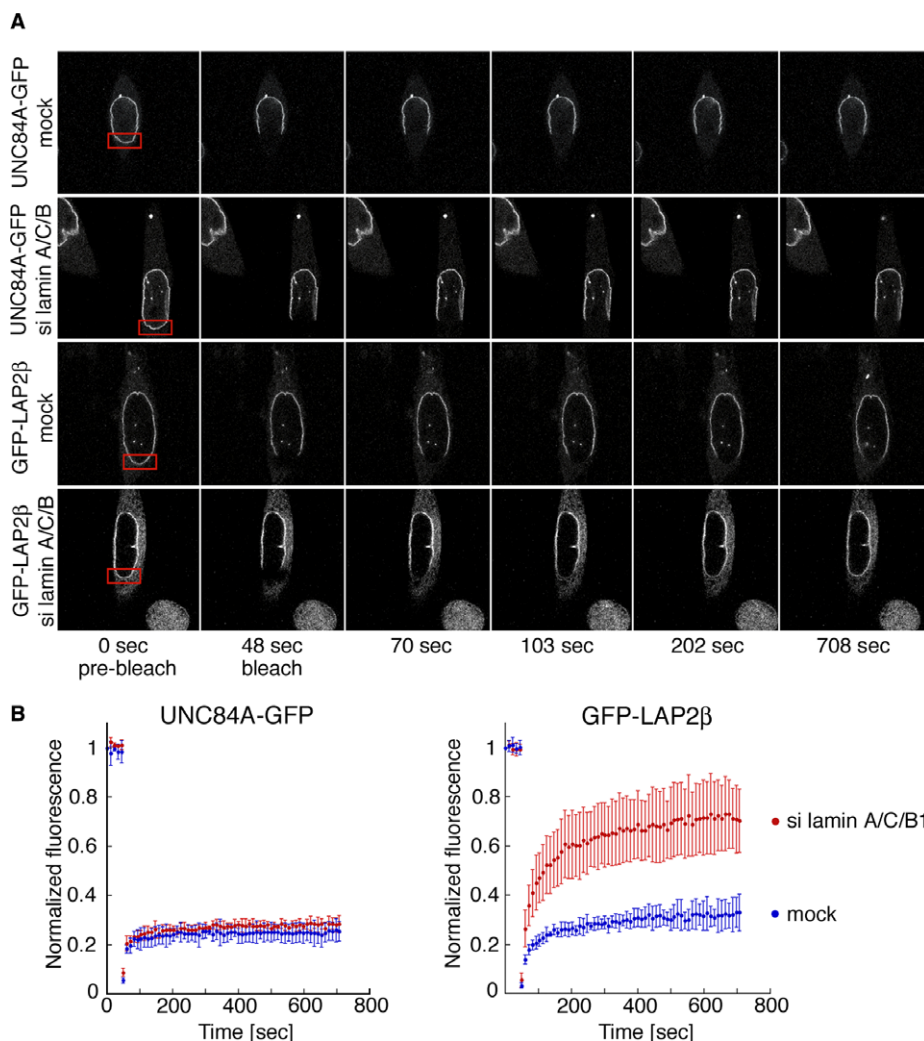 A
UNC84A-GFP
mock
UNC84A-GFP
si lamin A/C/B
GFP-LAP2β
mock
GFP-LAP2β
si lamin A/C/B
0 sec
pre-bleach
48 sec
bleach
70 sec
103 sec
202 sec
708 sec
B
UNC84A-GFP
Normalized fluorescence
1
0.8
0.6
0.4
0.2
0
0 200 400 600 800
Time [sec]
GFP-LAP2β
Normalized fluorescence
1
0.8
0.6
0.4
0.2
0
200 400 600 800
Time [sec]
si lamin A/C/B1
mock